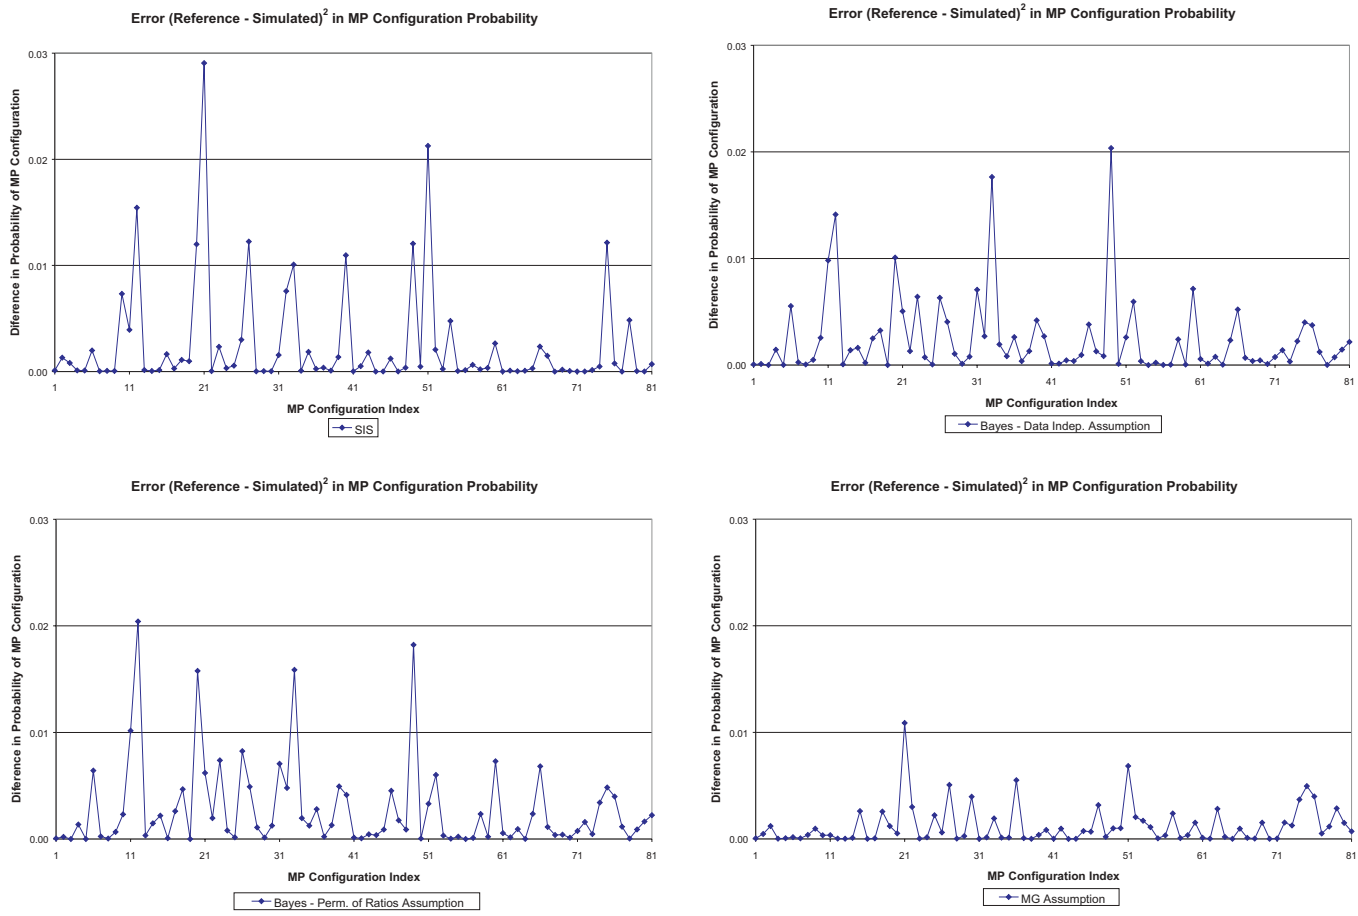 Error (Reference - Simulated)2 in MP Configuration Probability
0.03
0.02
0.01
0.00
Diference in Probability of MP Configuration
1 11 21 31 41 51 61 71 81
MP Configuration Index
SIS
Error (Reference - Simulated)2 in MP Configuration Probability
0.03
0.02
0.01
0.00
Diference in Probability of MP Configuration
1 11 21 31 41 51 61 71 81
MP Configuration Index
Bayes - Data Indep. Assumption
Error (Reference - Simulated)2 in MP Configuration Probability
0.03
0.02
0.01
0.00
Diference in Probability of MP Configuration
1 11 21 31 41 51 61 71 81
MP Configuration Index
Bayes - Perm. of Ratios Assumption
Error (Reference - Simulated)2 in MP Configuration Probability
0.03
0.02
0.01
0.00
Diference in Probability of MP Configuration
1 11 21 31 41 51 61 71 81
MP Configuration Index
MG Assumption